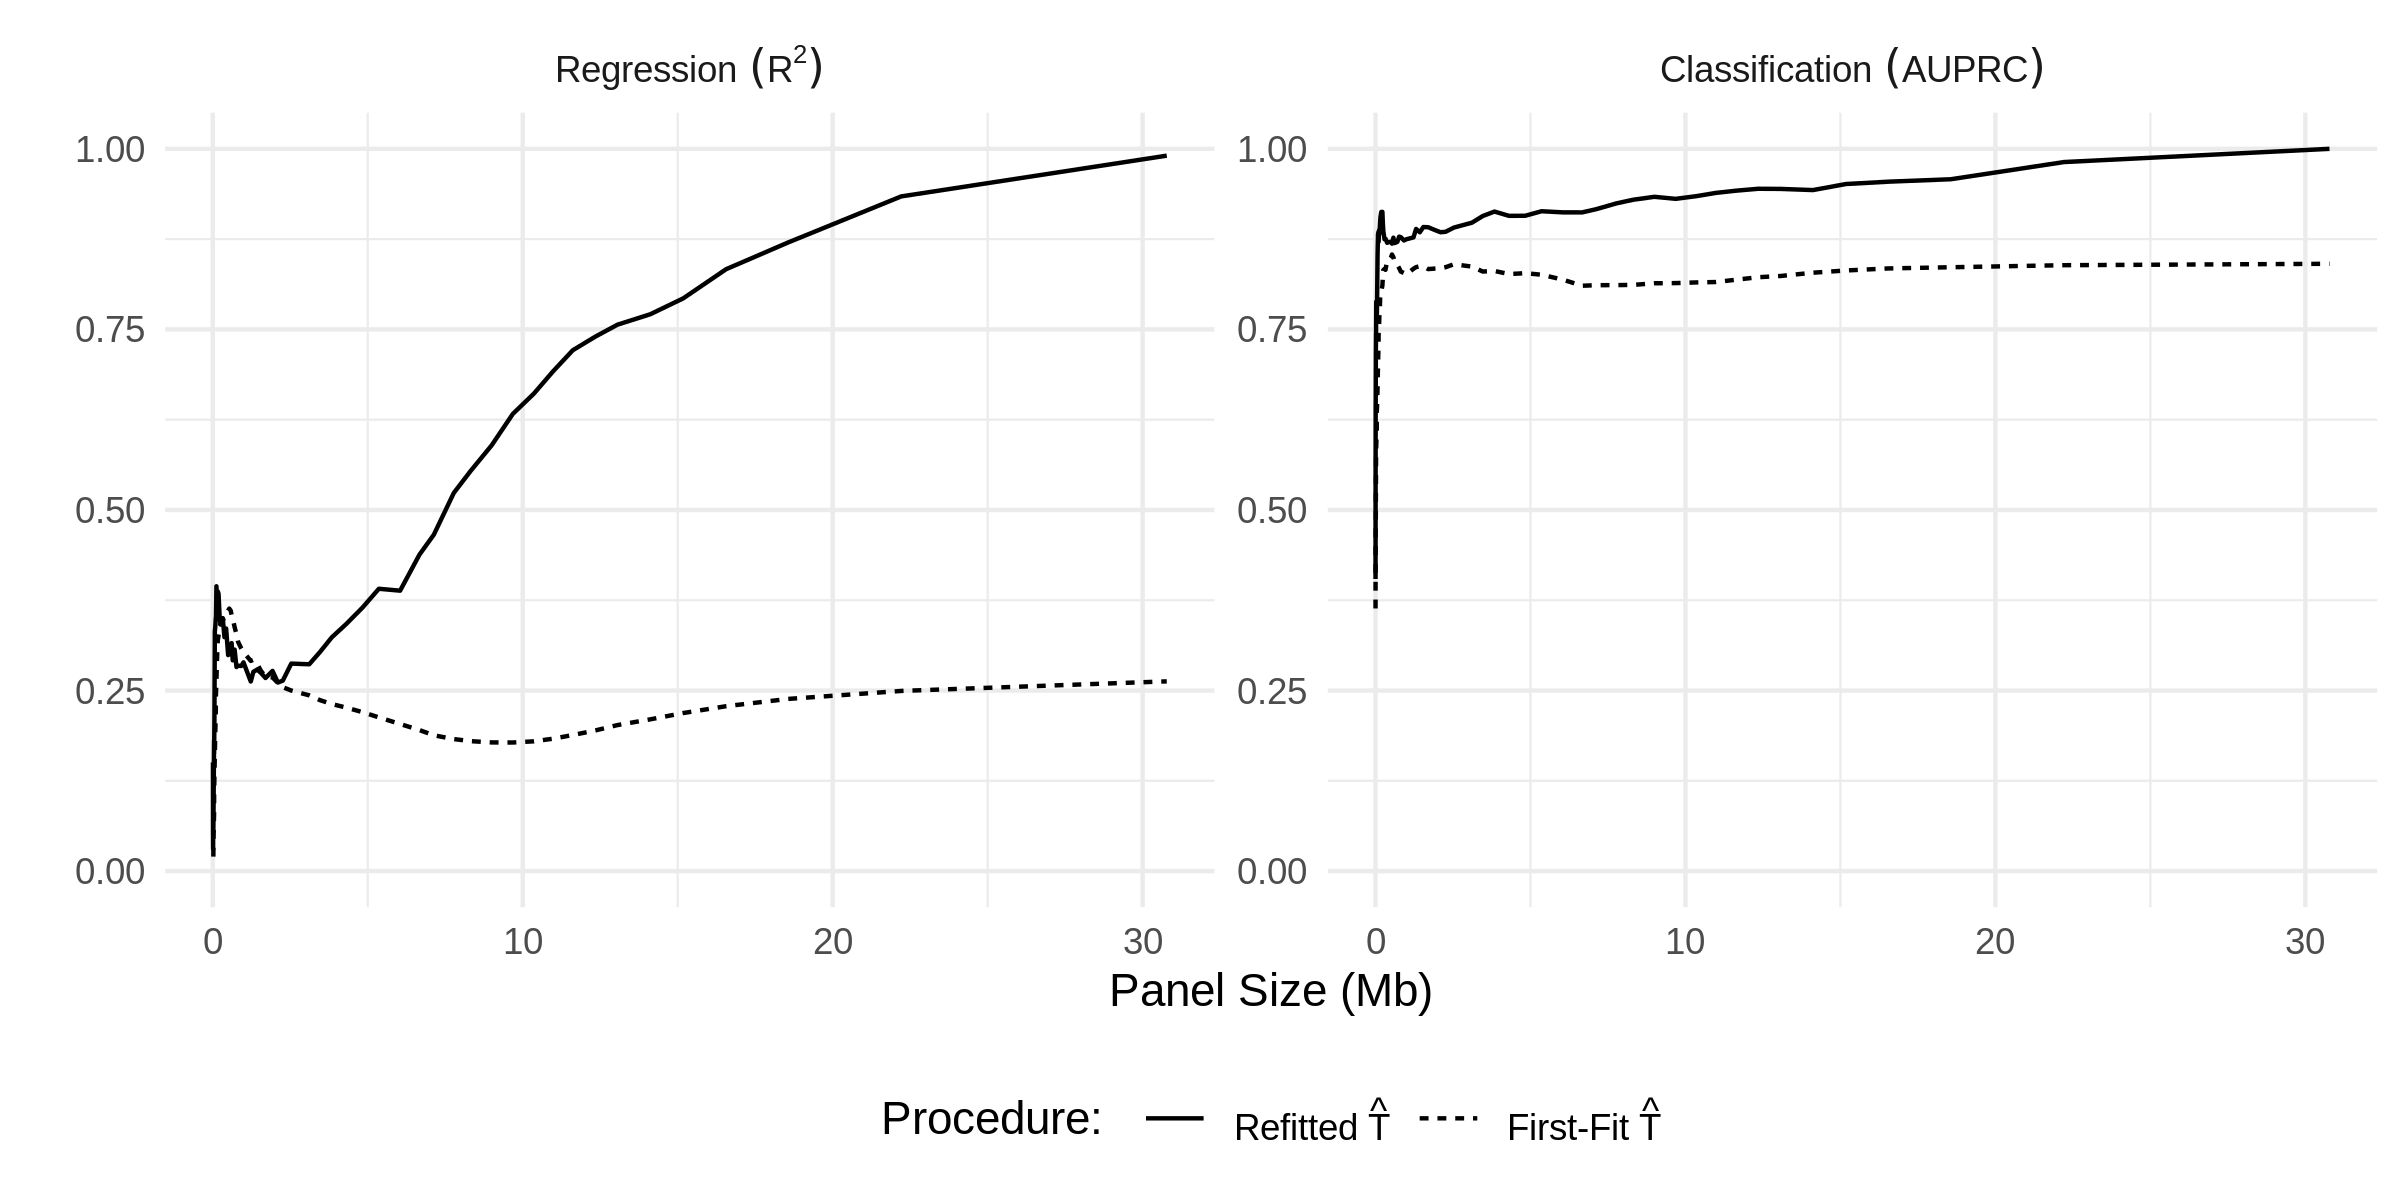 Regression (R²)
Classification (AUPRC)
1.00
0.75
0.50
0.25
0.00
1.00
0.75
0.50
0.25
0.00
0 10 20 30
0 10 20 30
Panel Size (Mb)
Procedure: Refitted T̂ First-Fit T̂